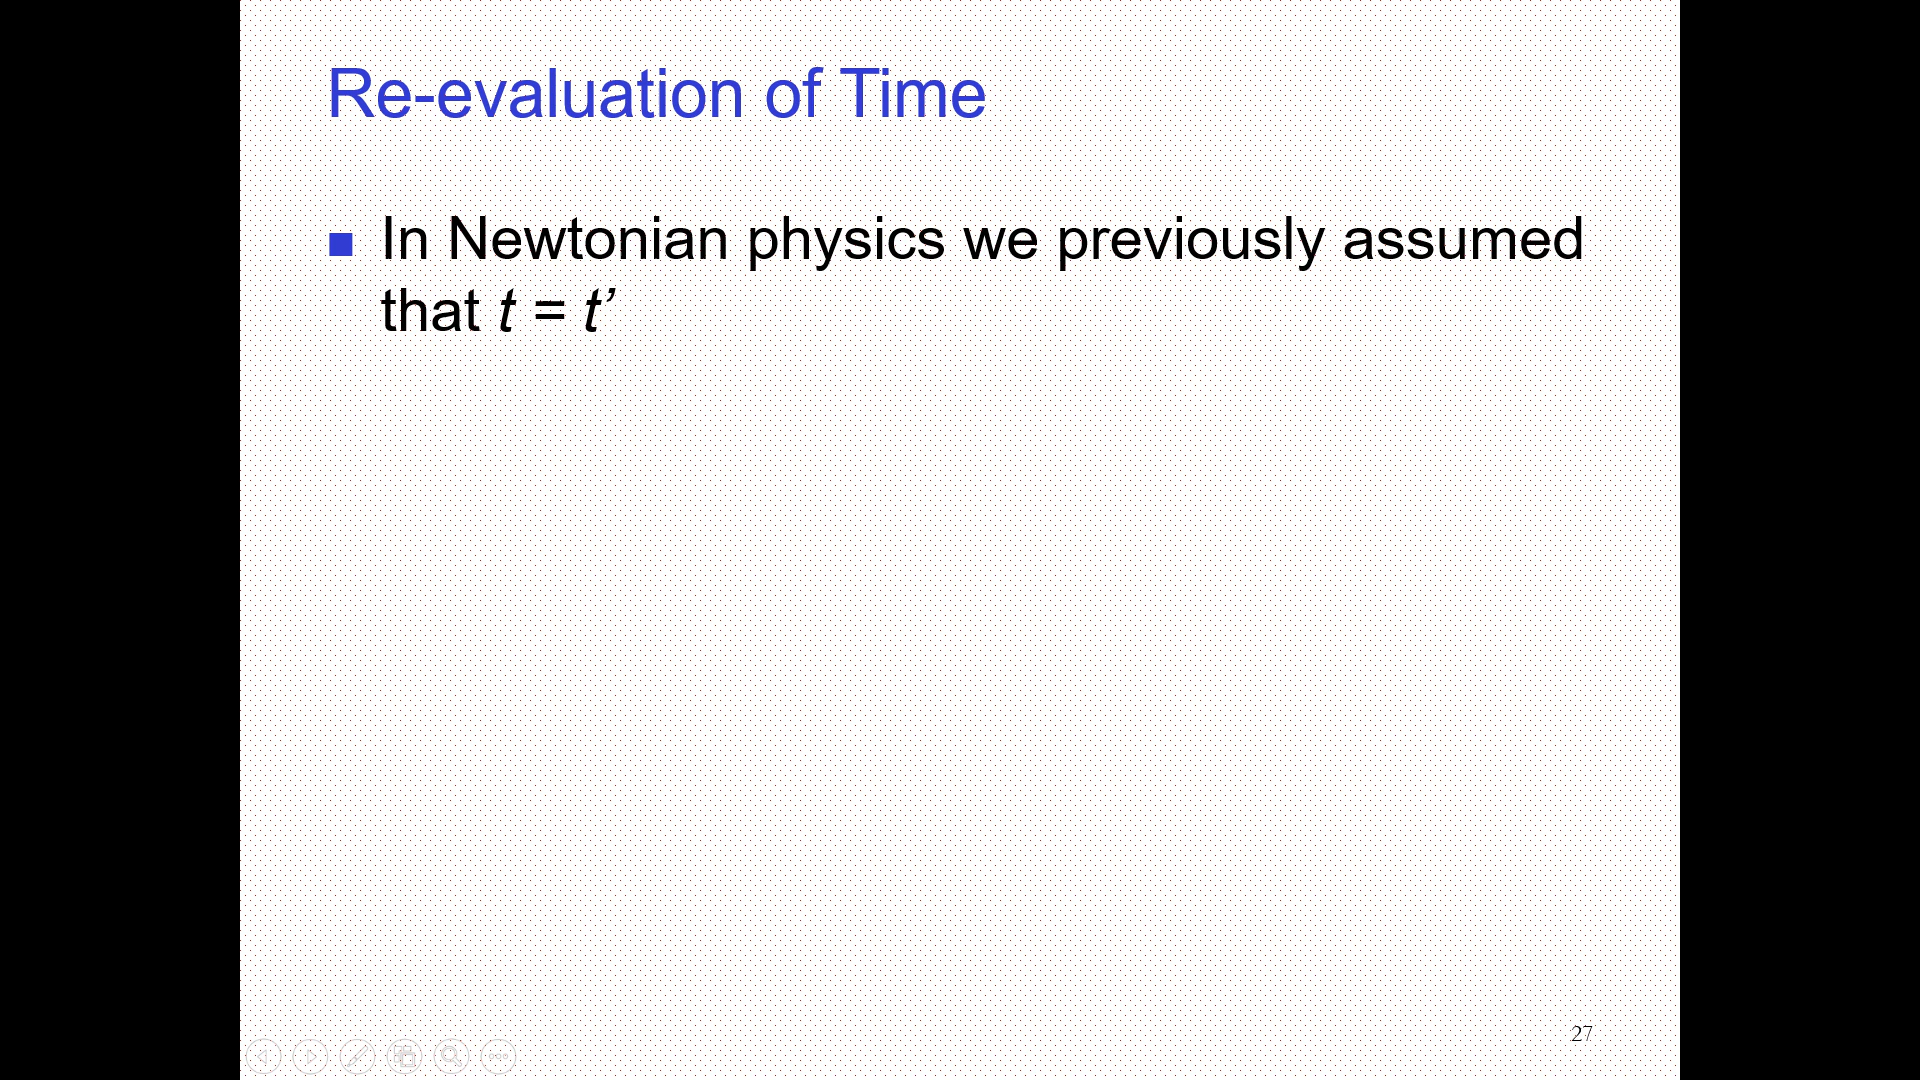 Re-evaluation of Time
In Newtonian physics we previously assumed
that t = t’
27